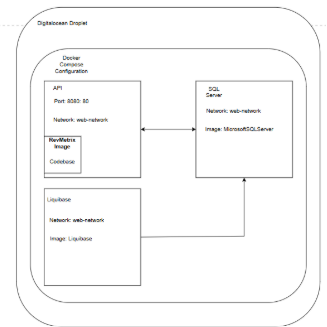 Digitalocean Droplet
Docker
Compose
Configuration
API
Port: 8080: 80
Network: web-network
RevMetrix
Image
Codebase
SQL
Server
Network: web-network
Image: MicrosoftSQLServer
Liquibase
Network: web-network
Image: Liquibase